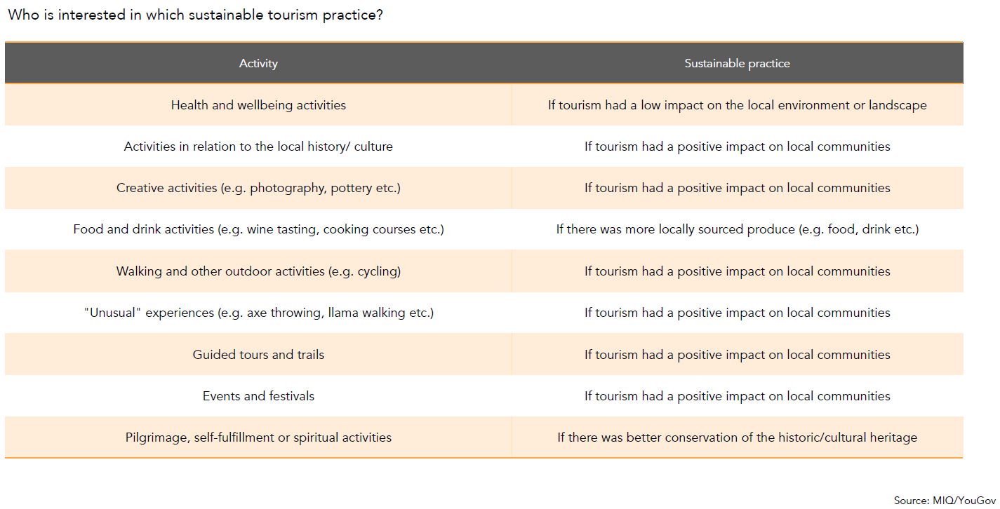 Who is interested in which sustainable tourism practice?
Activity Sustainable practice
Health and wellbeing activities If tourism had a low impact on the local environment or landscape
Activities in relation to the local history/ culture If tourism had a positive impact on local communities
Creative activities (e.g. photography, pottery etc.) If tourism had a positive impact on local communities
Food and drink activities (e.g. wine tasting, cooking courses etc.) If there was more locally sourced produce (e.g. food, drink etc.)
Walking and other outdoor activities (e.g. cycling) If tourism had a positive impact on local communities
"Unusual" experiences (e.g. axe throwing, llama walking etc.) If tourism had a positive impact on local communities
Guided tours and trails If tourism had a positive impact on local communities
Events and festivals If tourism had a positive impact on local communities
Pilgrimage, self-fulfillment or spiritual activities If there was better conservation of the historic/cultural heritage
Source: MIQ/YouGov